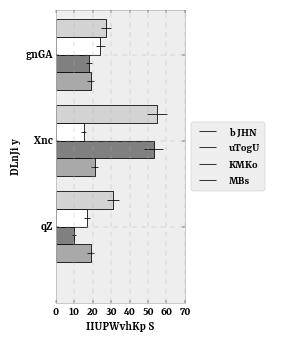 gnGA
Xnc
qZ
DLnJi y
0 10 20 30 40 50 60 70
IIUPWvhKp S
b JHN
uTogU
KMKo
MBs